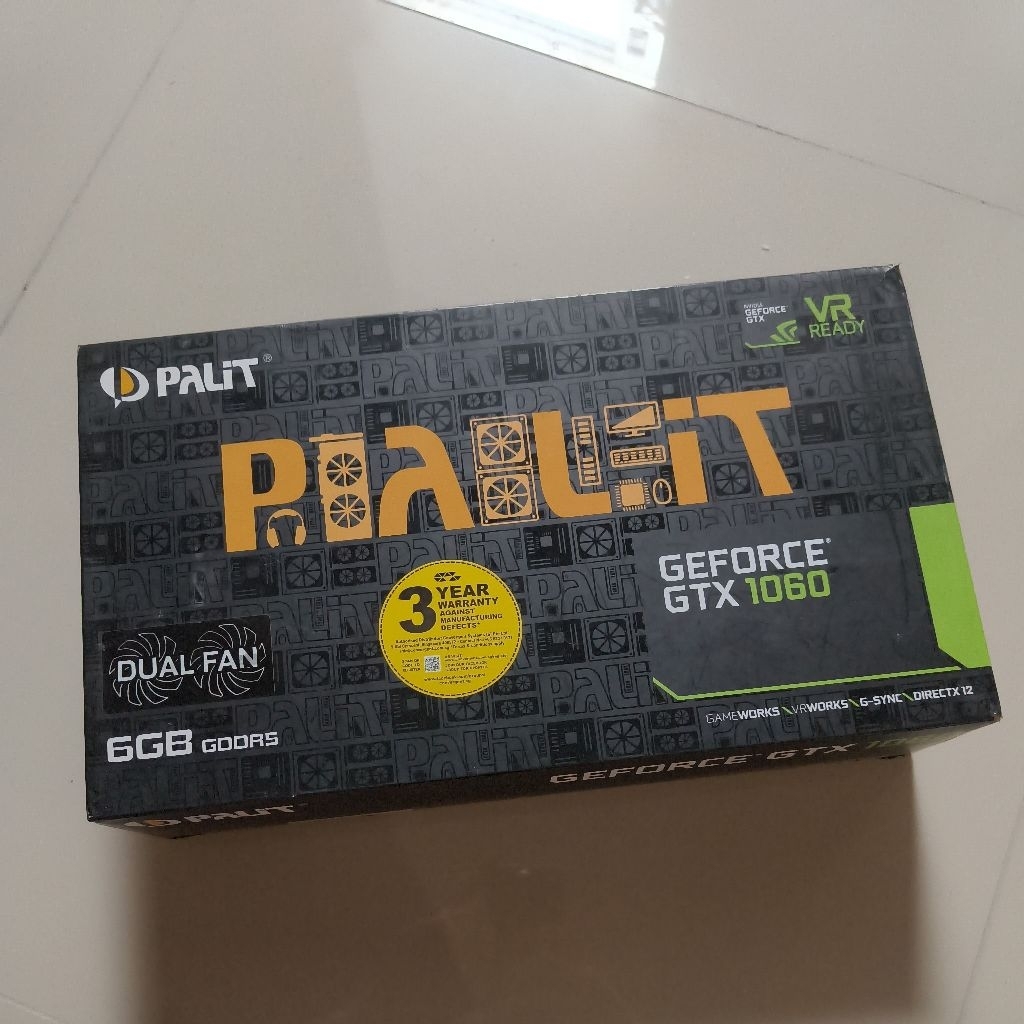 PALiT®
NVIDIA
GEFORCE®
GTX
VR
READY
PALiT
GEFORCE®
GTX 1060
3 YEAR
WARRANTY
AGAINST
MANUFACTURING
DEFECTS*
DUAL FAN
6GB GDDR5
GAMEWORKS \ VRWORKS \ G-SYNC \ DIRECTX 12
PALiT
GEFORCE® GTX 10